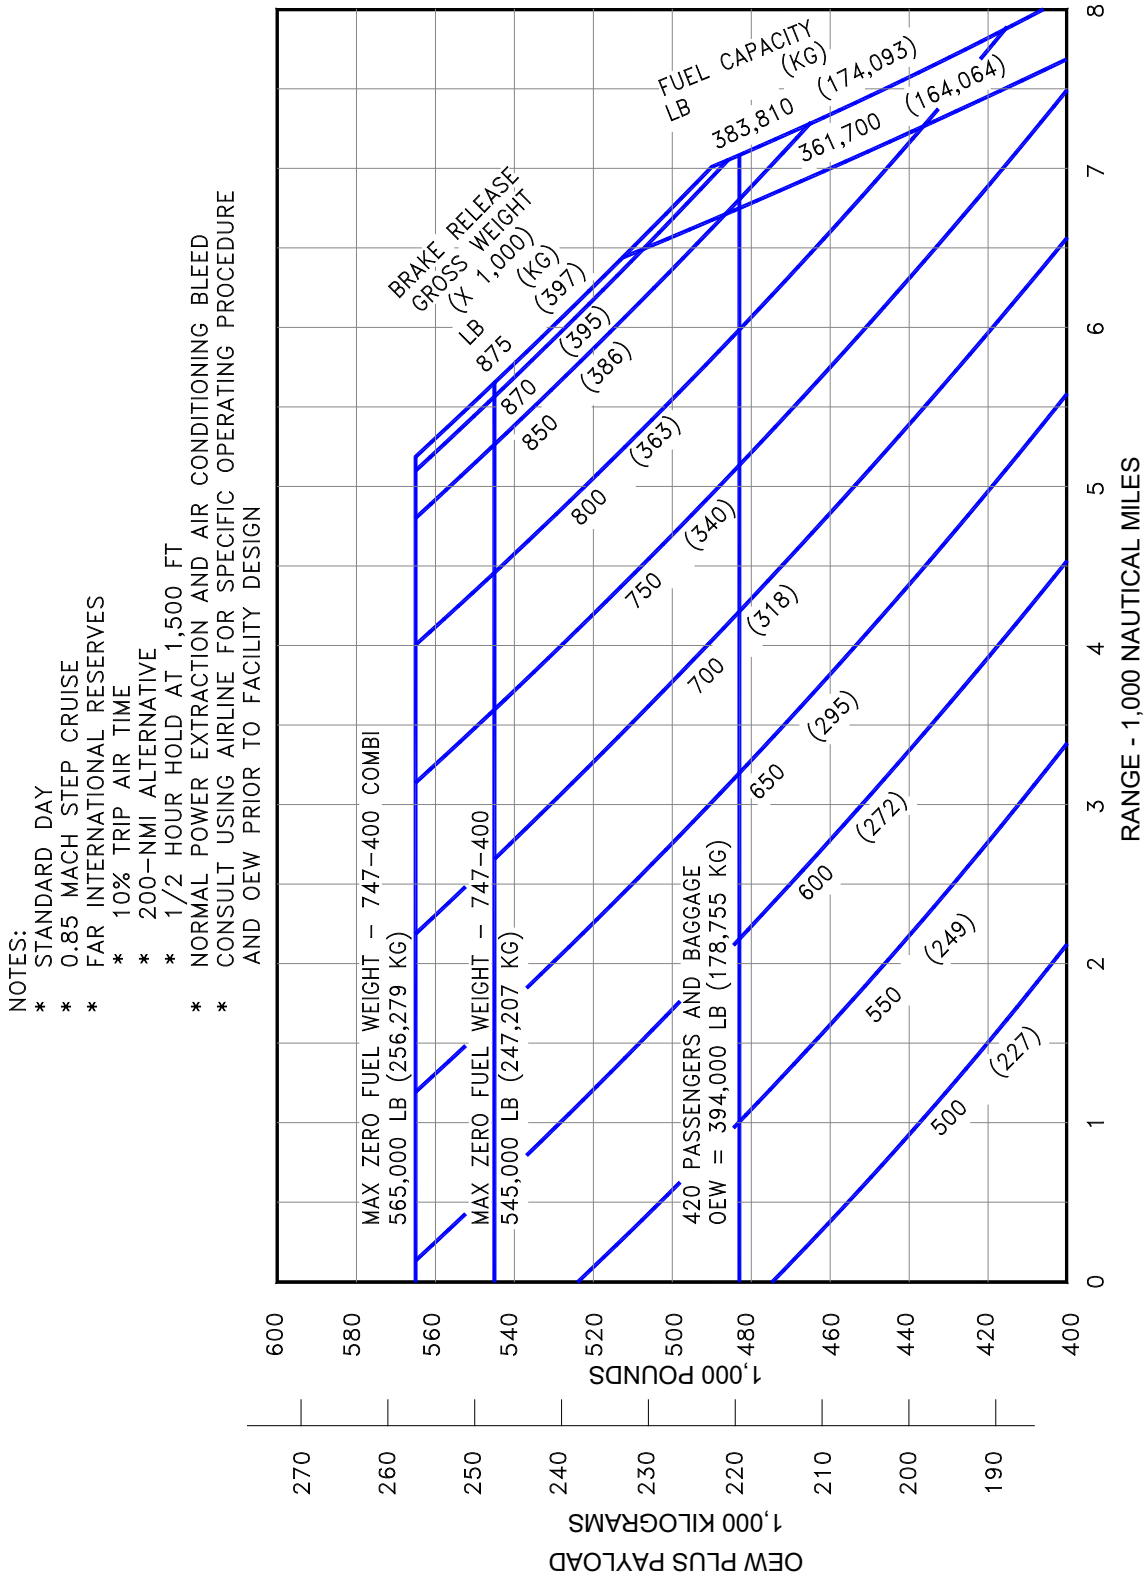 NOTES:
* STANDARD DAY
* 0.85 MACH STEP CRUISE
* FAR INTERNATIONAL RESERVES
* 10% TRIP AIR TIME
* 200-NMI ALTERNATIVE
* 1/2 HOUR HOLD AT 1,500 FT
* NORMAL POWER EXTRACTION AND AIR CONDITIONING BLEED
* CONSULT USING AIRLINE FOR SPECIFIC OPERATING PROCEDURE
AND OEW PRIOR TO FACILITY DESIGN
OEW PLUS PAYLOAD
1,000 KILOGRAMS
270
250
240
230
220
210
200
190
1,000 POUNDS
600
580
560
540
520
500
480
460
440
420
400
MAX ZERO FUEL WEIGHT - 747-400 COMBI
565,000 LB (256,279 KG)
MAX ZERO FUEL WEIGHT - 747-400
545,000 LB (247,207 KG)
420 PASSENGERS AND BAGGAGE
OEW = 394,000 LB (178,755 KG)
BRAKE RELEASE
GROSS WEIGHT
(X 1,000)
LB (KG)
875 (397)
870 (395)
850 (386)
800 (363)
750 (340)
700 (318)
650 (295)
600 (272)
550 (249)
500 (227)
FUEL CAPACITY
LB (KG)
383,810 (174,093)
361,700 (164,064)
0
1
2
3
4
5
6
7
8
RANGE - 1,000 NAUTICAL MILES